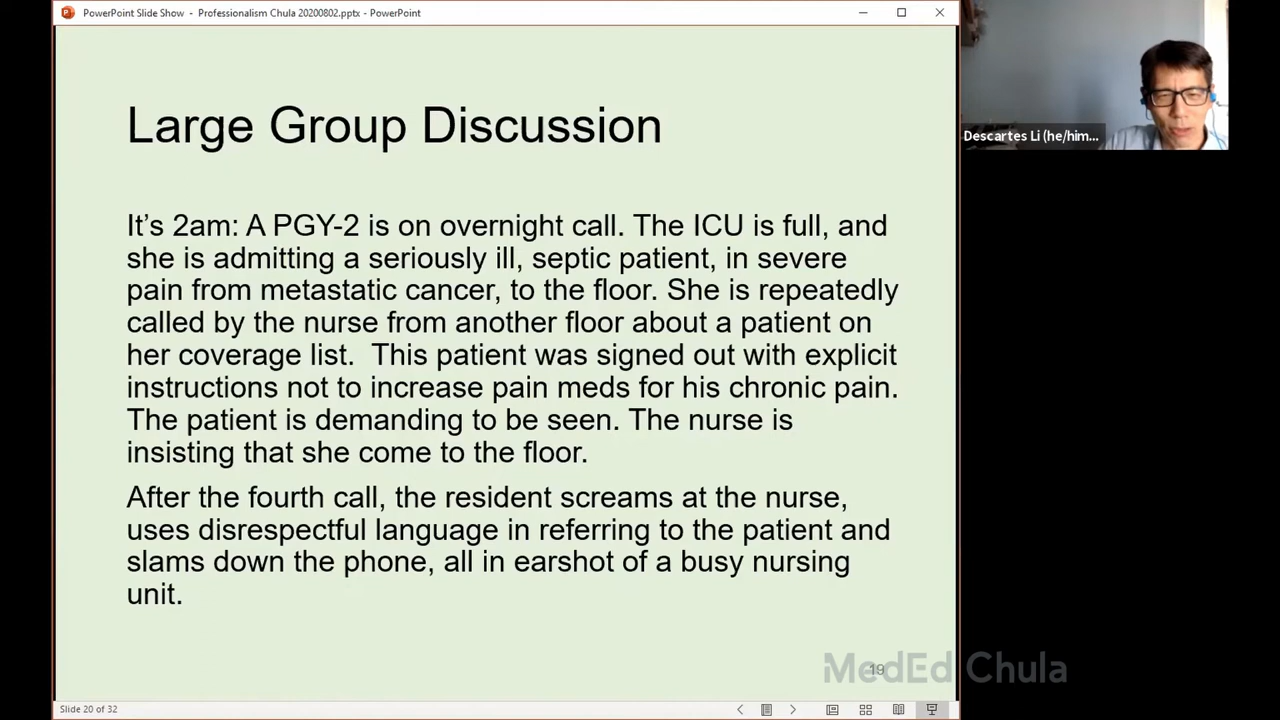 PowerPoint Slide Show - Professionalism Chula 20200802.pptx - PowerPoint
Large Group Discussion
It’s 2am: A PGY-2 is on overnight call. The ICU is full, and
she is admitting a seriously ill, septic patient, in severe
pain from metastatic cancer, to the floor. She is repeatedly
called by the nurse from another floor about a patient on
her coverage list.  This patient was signed out with explicit
instructions not to increase pain meds for his chronic pain.
The patient is demanding to be seen. The nurse is
insisting that she come to the floor.
After the fourth call, the resident screams at the nurse,
uses disrespectful language in referring to the patient and
slams down the phone, all in earshot of a busy nursing
unit.
19
MedEd Chula
Slide 20 of 32
Descartes Li (he/him...